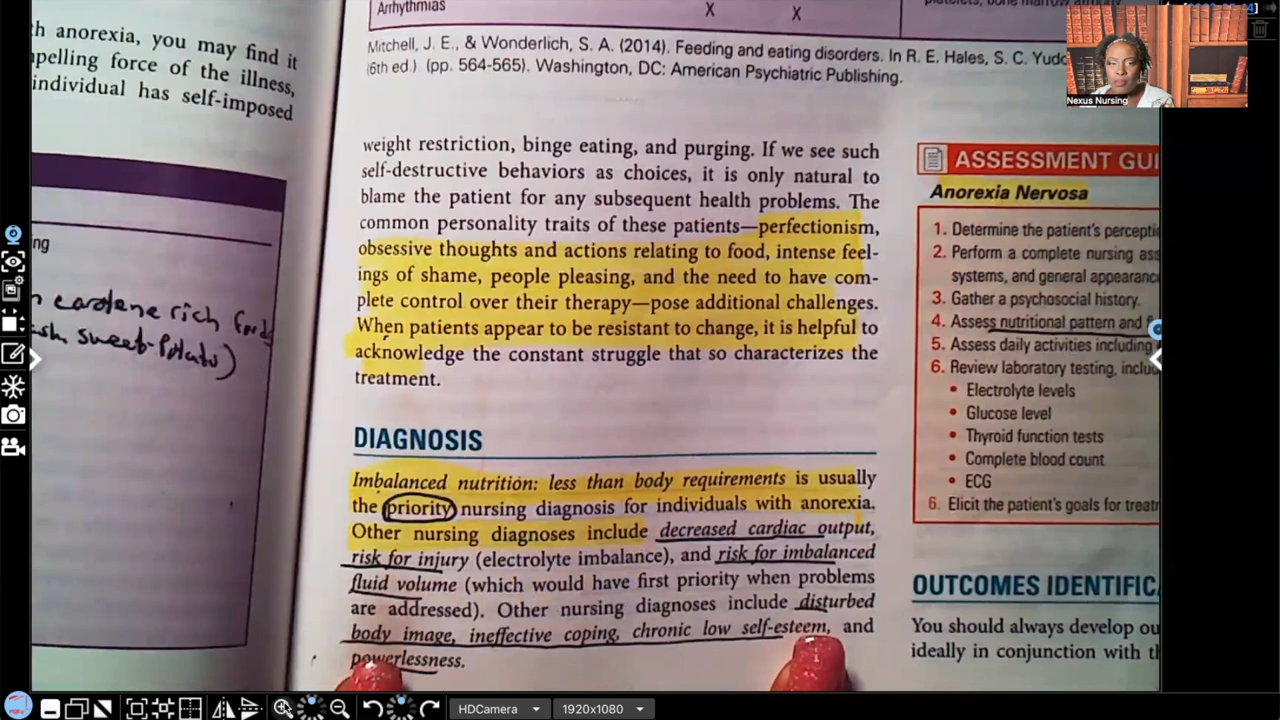 Arrhythmias X X
Mitchell, J. E., & Wonderlich, S. A. (2014). Feeding and eating disorders. In R. E. Hales, S. C. Yudo
(6th ed.). (pp. 564-565). Washington, DC: American Psychiatric Publishing.
h anorexia, you may find it
pelling force of the illness,
individual has self-imposed
ng
carotene rich
sweet-Potato)
weight restriction, binge eating, and purging. If we see such
self-destructive behaviors as choices, it is only natural to
blame the patient for any subsequent health problems. The
common personality traits of these patients—perfectionism,
obsessive thoughts and actions relating to food, intense feel-
ings of shame, people pleasing, and the need to have com-
plete control over their therapy—pose additional challenges.
When patients appear to be resistant to change, it is helpful to
acknowledge the constant struggle that so characterizes the
treatment.
DIAGNOSIS
Imbalanced nutrition: less than body requirements is usually
the priority nursing diagnosis for individuals with anorexia.
Other nursing diagnoses include decreased cardiac output,
risk for injury (electrolyte imbalance), and risk for imbalanced
fluid volume (which would have first priority when problems
are addressed). Other nursing diagnoses include disturbed
body image, ineffective coping, chronic low self-esteem, and
powerlessness.
ASSESSMENT GUI
Anorexia Nervosa
1. Determine the patient's percepti
2. Perform a complete nursing ass
systems, and general appearance
3. Gather a psychosocial history.
4. Assess nutritional pattern and
5. Assess daily activities including
6. Review laboratory testing, inclu
• Electrolyte levels
• Glucose level
• Thyroid function tests
• Complete blood count
• ECG
6. Elicit the patient's goals for treatm
OUTCOMES IDENTIFICA
You should always develop ou
ideally in conjunction with t
Nexus Nursing
HDCamera 1920x1080